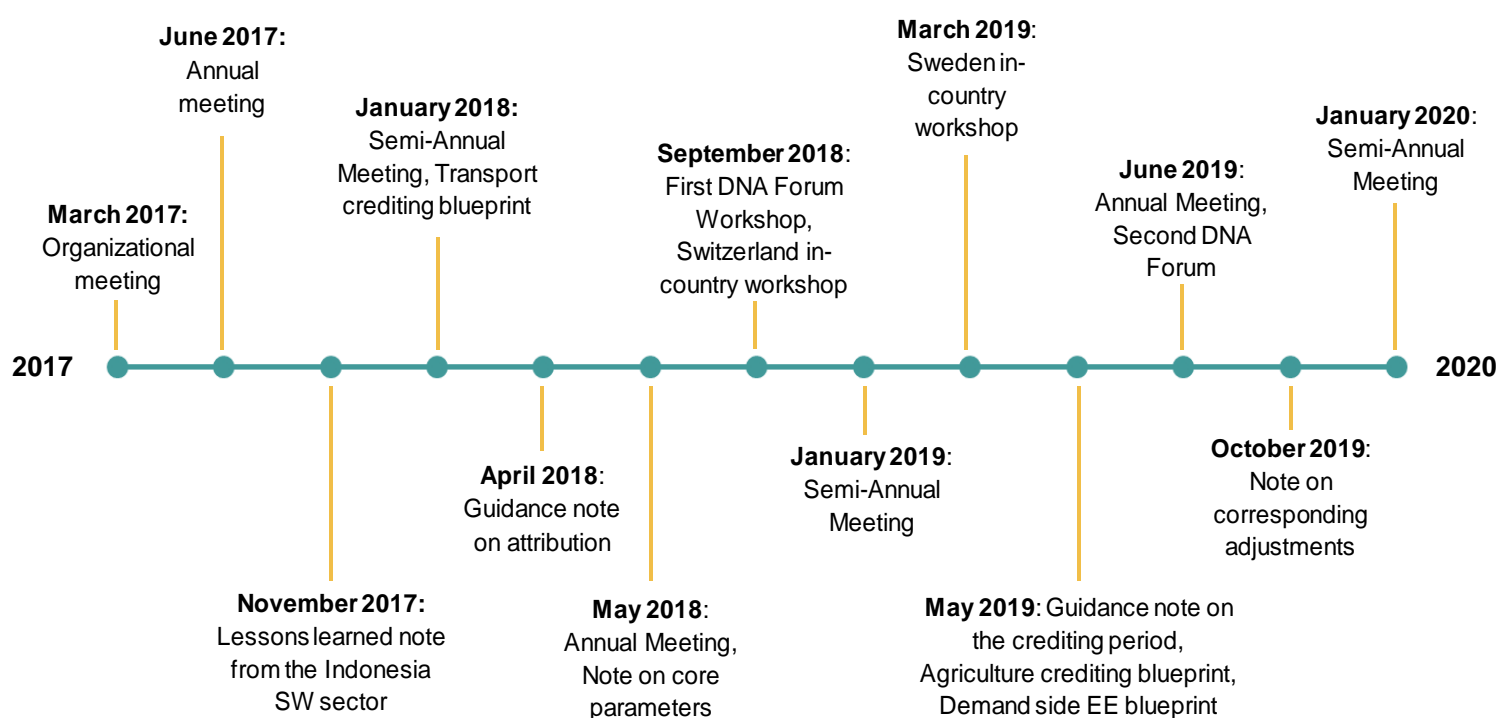 March 2017:
Organizational
meeting
June 2017:
Annual
meeting
November 2017:
Lessons learned note
from the Indonesia
SW sector
January 2018:
Semi-Annual
Meeting, Transport
crediting blueprint
April 2018:
Guidance note
on attribution
May 2018:
Annual Meeting,
Note on core
parameters
September 2018:
First DNA Forum
Workshop,
Switzerland in-
country workshop
January 2019:
Semi-Annual
Meeting
March 2019:
Sweden in-
country
workshop
May 2019: Guidance note on
the crediting period,
Agriculture crediting blueprint,
Demand side EE blueprint
June 2019:
Annual Meeting,
Second DNA
Forum
October 2019:
Note on
corresponding
adjustments
January 2020:
Semi-Annual
Meeting
2017
2020